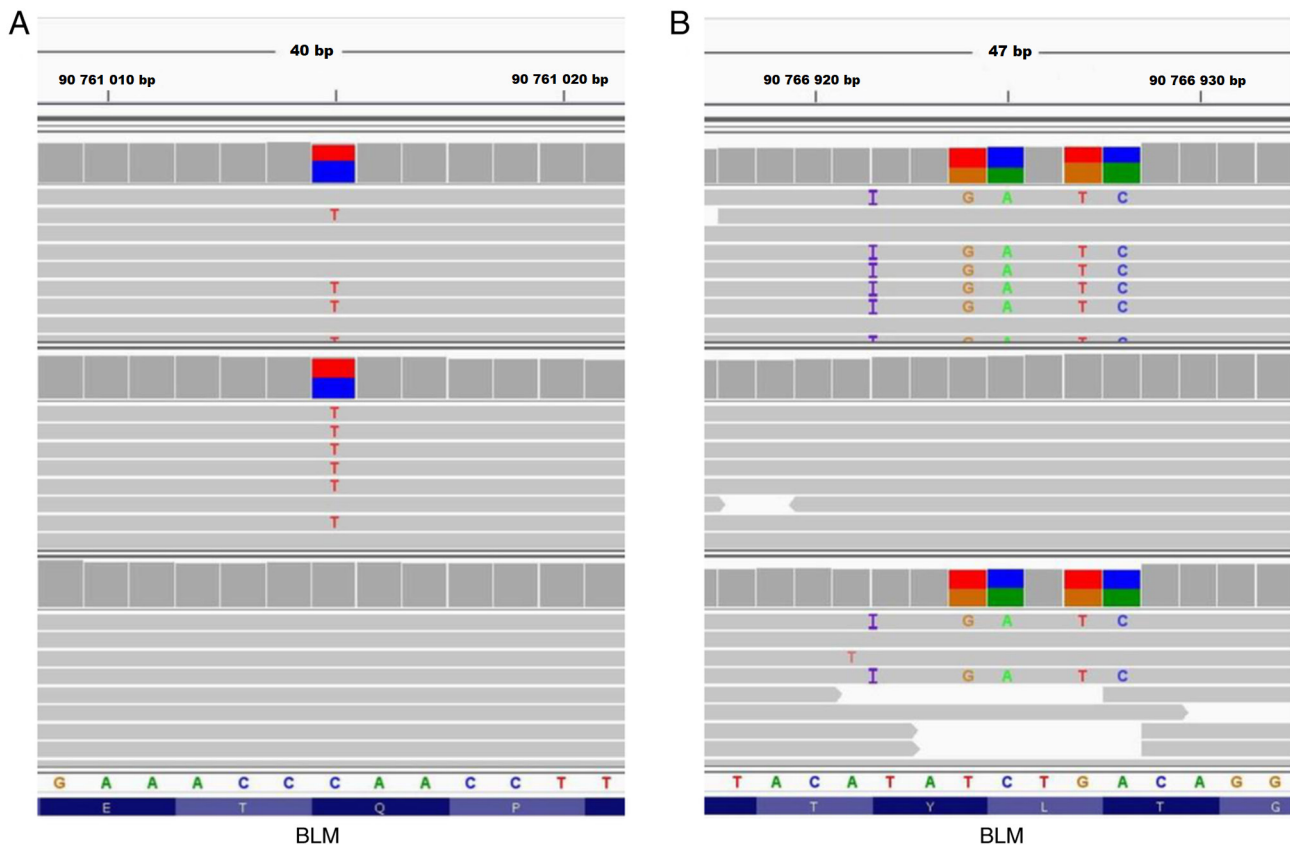 A
B
40 bp
47 bp
90 761 010 bp
90 761 020 bp
90 766 920 bp
90 766 930 bp
I G A T C
T
I G A T C
I G A T C
T I G A T C
T I G A T C
T I G A T C
T
T
T
T
T
T
I G A T C
T
I G A T C
G A A A C C C A A C C T T
T A C A T A T C T G A C A G G
E T Q P
T Y L T G
BLM
BLM